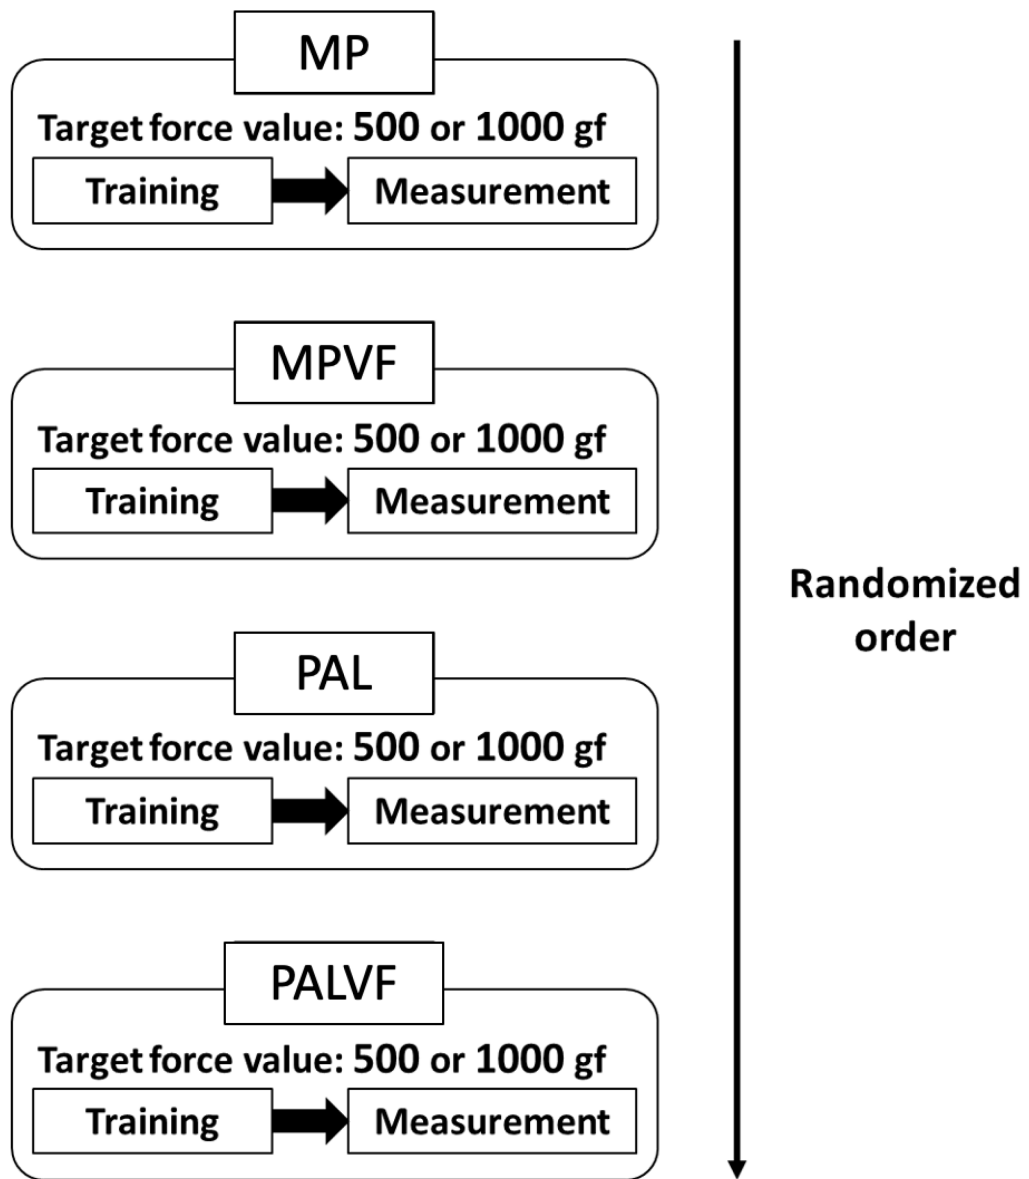 MP
Target force value: 500 or 1000 gf
Training
Measurement
MPVF
Target force value: 500 or 1000 gf
Training
Measurement
PAL
Target force value: 500 or 1000 gf
Training
Measurement
PALVF
Target force value: 500 or 1000 gf
Training
Measurement
Randomized
order